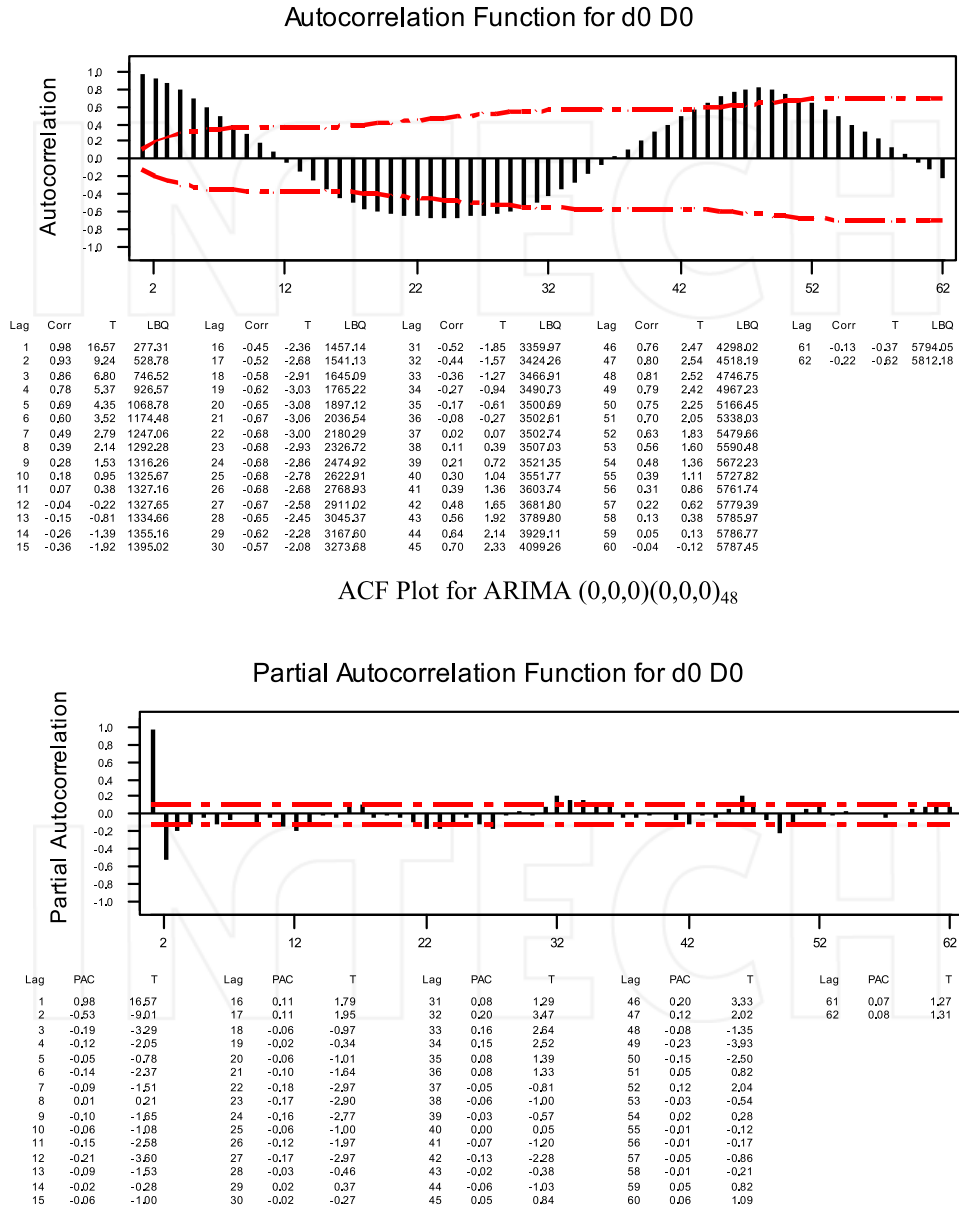 Autocorrelation Function for d0 D0
Autocorrelation
1.0
0.8
0.6
0.4
0.2
0.0
-0.2
-0.4
-0.6
-0.8
-1.0
2 12 22 32 42 52 62
Lag Corr T LBQ Lag Corr T LBQ Lag Corr T LBQ Lag Corr T LBQ Lag Corr T LBQ
1 0.98 16.57 277.31 16 -0.45 -2.36 1457.14 31 -0.52 -1.85 3359.97 46 0.76 2.47 4298.02 61 -0.13 -0.37 5794.05
2 0.93 9.24 528.78 17 -0.52 -2.68 1541.13 32 -0.44 -1.57 3424.26 47 0.80 2.54 4518.19 62 -0.22 -0.62 5812.18
3 0.86 6.80 746.52 18 -0.58 -2.91 1645.09 33 -0.36 -1.27 3466.91 48 0.81 2.52 4746.75
4 0.78 5.37 926.57 19 -0.62 -3.03 1765.22 34 -0.27 -0.94 3490.73 49 0.79 2.42 4967.23
5 0.69 4.35 1068.78 20 -0.65 -3.08 1897.12 35 -0.17 -0.61 3500.69 50 0.75 2.25 5166.45
6 0.60 3.52 1174.48 21 -0.67 -3.06 2036.54 36 -0.08 -0.27 3502.61 51 0.70 2.05 5338.03
7 0.49 2.79 1247.06 22 -0.68 -3.00 2180.29 37 0.02 0.07 3502.74 52 0.63 1.83 5479.66
8 0.39 2.14 1292.28 23 -0.68 -2.93 2326.72 38 0.11 0.39 3507.03 53 0.56 1.60 5590.48
9 0.28 1.53 1316.26 24 -0.68 -2.86 2474.92 39 0.21 0.72 3521.35 54 0.48 1.36 5672.23
10 0.18 0.95 1325.67 25 -0.68 -2.78 2622.91 40 0.30 1.04 3551.77 55 0.39 1.11 5727.82
11 0.07 0.38 1327.16 26 -0.68 -2.68 2768.93 41 0.39 1.36 3603.74 56 0.31 0.86 5761.74
12 -0.04 -0.22 1327.65 27 -0.67 -2.58 2911.02 42 0.48 1.65 3681.80 57 0.22 0.62 5779.39
13 -0.15 -0.81 1334.66 28 -0.65 -2.45 3045.37 43 0.56 1.92 3789.80 58 0.13 0.38 5785.97
14 -0.26 -1.39 1355.16 29 -0.62 -2.28 3167.60 44 0.64 2.14 3929.11 59 0.05 0.13 5786.77
15 -0.36 -1.92 1395.02 30 -0.57 -2.08 3273.68 45 0.70 2.33 4099.26 60 -0.04 -0.12 5787.45
ACF Plot for ARIMA (0,0,0)(0,0,0)48
Partial Autocorrelation Function for d0 D0
Partial Autocorrelation
1.0
0.8
0.6
0.4
0.2
0.0
-0.2
-0.4
-0.6
-0.8
-1.0
2 12 22 32 42 52 62
Lag PAC T Lag PAC T Lag PAC T Lag PAC T Lag PAC T
1 0.98 16.57 16 0.11 1.79 31 0.08 1.29 46 0.20 3.33 61 0.07 1.27
2 -0.53 -9.01 17 0.11 1.95 32 0.20 3.47 47 0.12 2.02 62 0.08 1.31
3 -0.19 -3.29 18 -0.06 -0.97 33 0.16 2.64 48 -0.08 -1.35
4 -0.12 -2.05 19 -0.02 -0.34 34 0.15 2.52 49 -0.23 -3.93
5 -0.05 -0.78 20 -0.06 -1.01 35 0.08 1.39 50 -0.15 -2.50
6 -0.14 -2.37 21 -0.10 -1.64 36 0.08 1.33 51 0.05 0.82
7 -0.09 -1.51 22 -0.18 -2.97 37 -0.05 -0.81 52 0.12 2.04
8 0.01 0.21 23 -0.17 -2.90 38 -0.06 -1.00 53 -0.03 -0.54
9 -0.10 -1.65 24 -0.16 -2.77 39 -0.03 -0.57 54 0.02 0.28
10 -0.06 -1.08 25 -0.06 -1.00 40 0.00 0.05 55 -0.01 -0.12
11 -0.15 -2.58 26 -0.12 -1.97 41 -0.07 -1.20 56 -0.01 -0.17
12 -0.21 -3.60 27 -0.17 -2.97 42 -0.13 -2.28 57 -0.05 -0.86
13 -0.09 -1.53 28 -0.03 -0.46 43 -0.02 -0.38 58 -0.01 -0.21
14 -0.02 -0.28 29 0.02 0.37 44 -0.06 -1.03 59 0.05 0.82
15 -0.06 -1.00 30 -0.02 -0.27 45 0.05 0.84 60 0.06 1.09
INTECH
INTECH